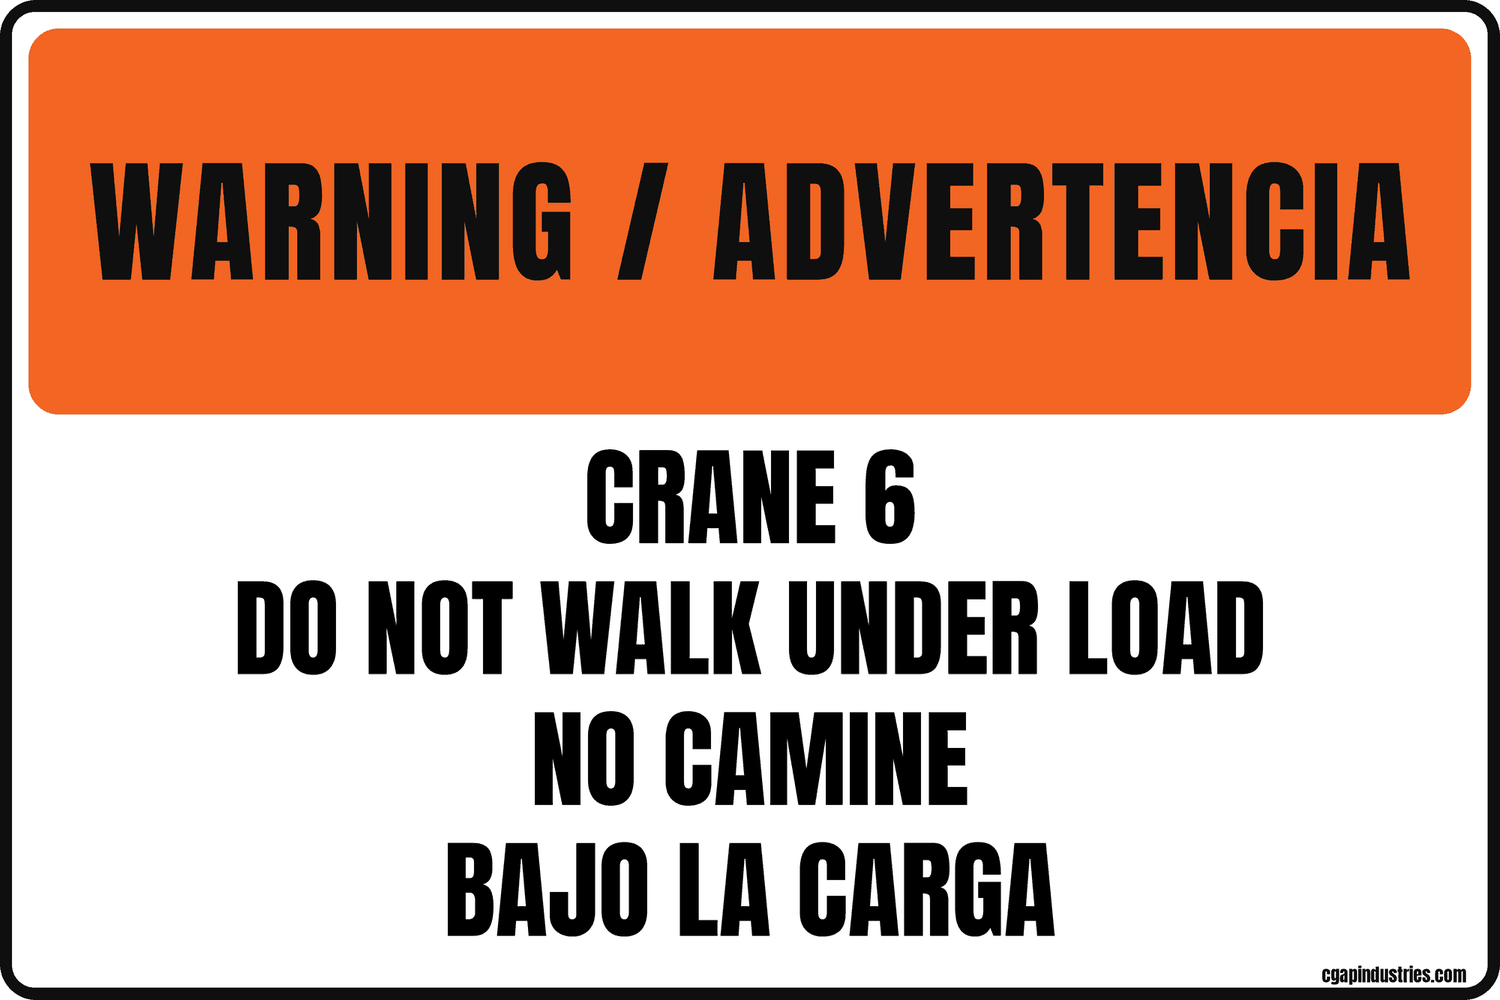 WARNING / ADVERTENCIA
CRANE 6
DO NOT WALK UNDER LOAD
NO CAMINE
BAJO LA CARGA
cgapindustries.com